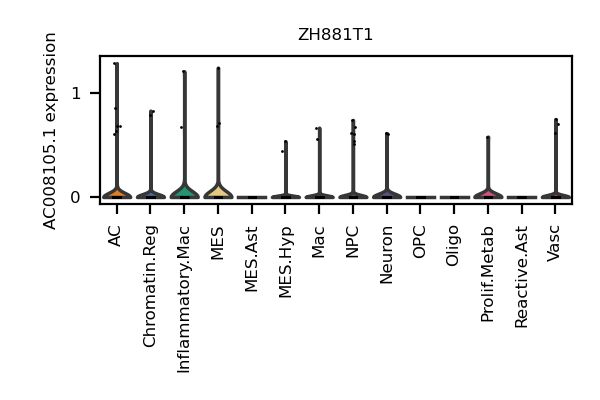 ZH881T1
AC008105.1 expression
1
0
AC
Chromatin.Reg
Inflammatory.Mac
MES
MES.Ast
MES.Hyp
Mac
NPC
Neuron
OPC
Oligo
Prolif.Metab
Reactive.Ast
Vasc